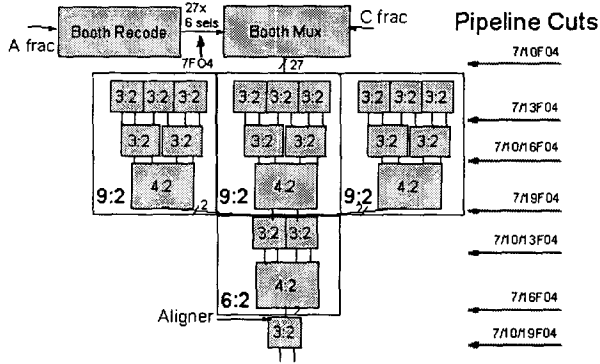 27x
6 sels
Booth Recode
Booth Mux
C frac
A frac
7FO4
27
Pipeline Cuts
7/10FO4
3:2 3:2 3:2
3:2 3:2 3:2
3:2 3:2 3:2
7/13FO4
3:2 3:2
3:2 3:2
3:2 3:2
7/10/16FO4
4:2
4:2
4:2
9:2
9:2
9:2
2
2
7/19FO4
3:2 3:2
7/10/13FO4
4:2
6:2
2
7/16FO4
Aligner
3:2
7/10/19FO4